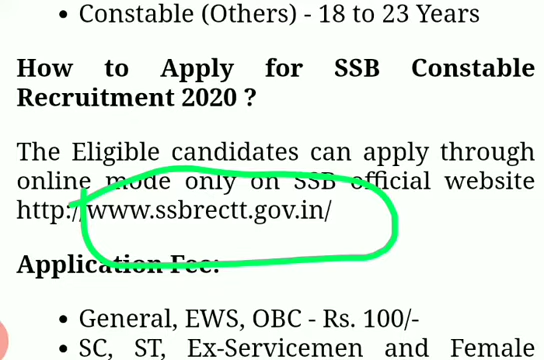 • Constable (Others) - 18 to 23 Years
How to Apply for SSB Constable
Recruitment 2020 ?
The Eligible candidates can apply through
online mode only on SSB official website
http://www.ssbrectt.gov.in/
Application Fee:
• General, EWS, OBC - Rs. 100/-
• SC, ST, Ex-Servicemen and Female